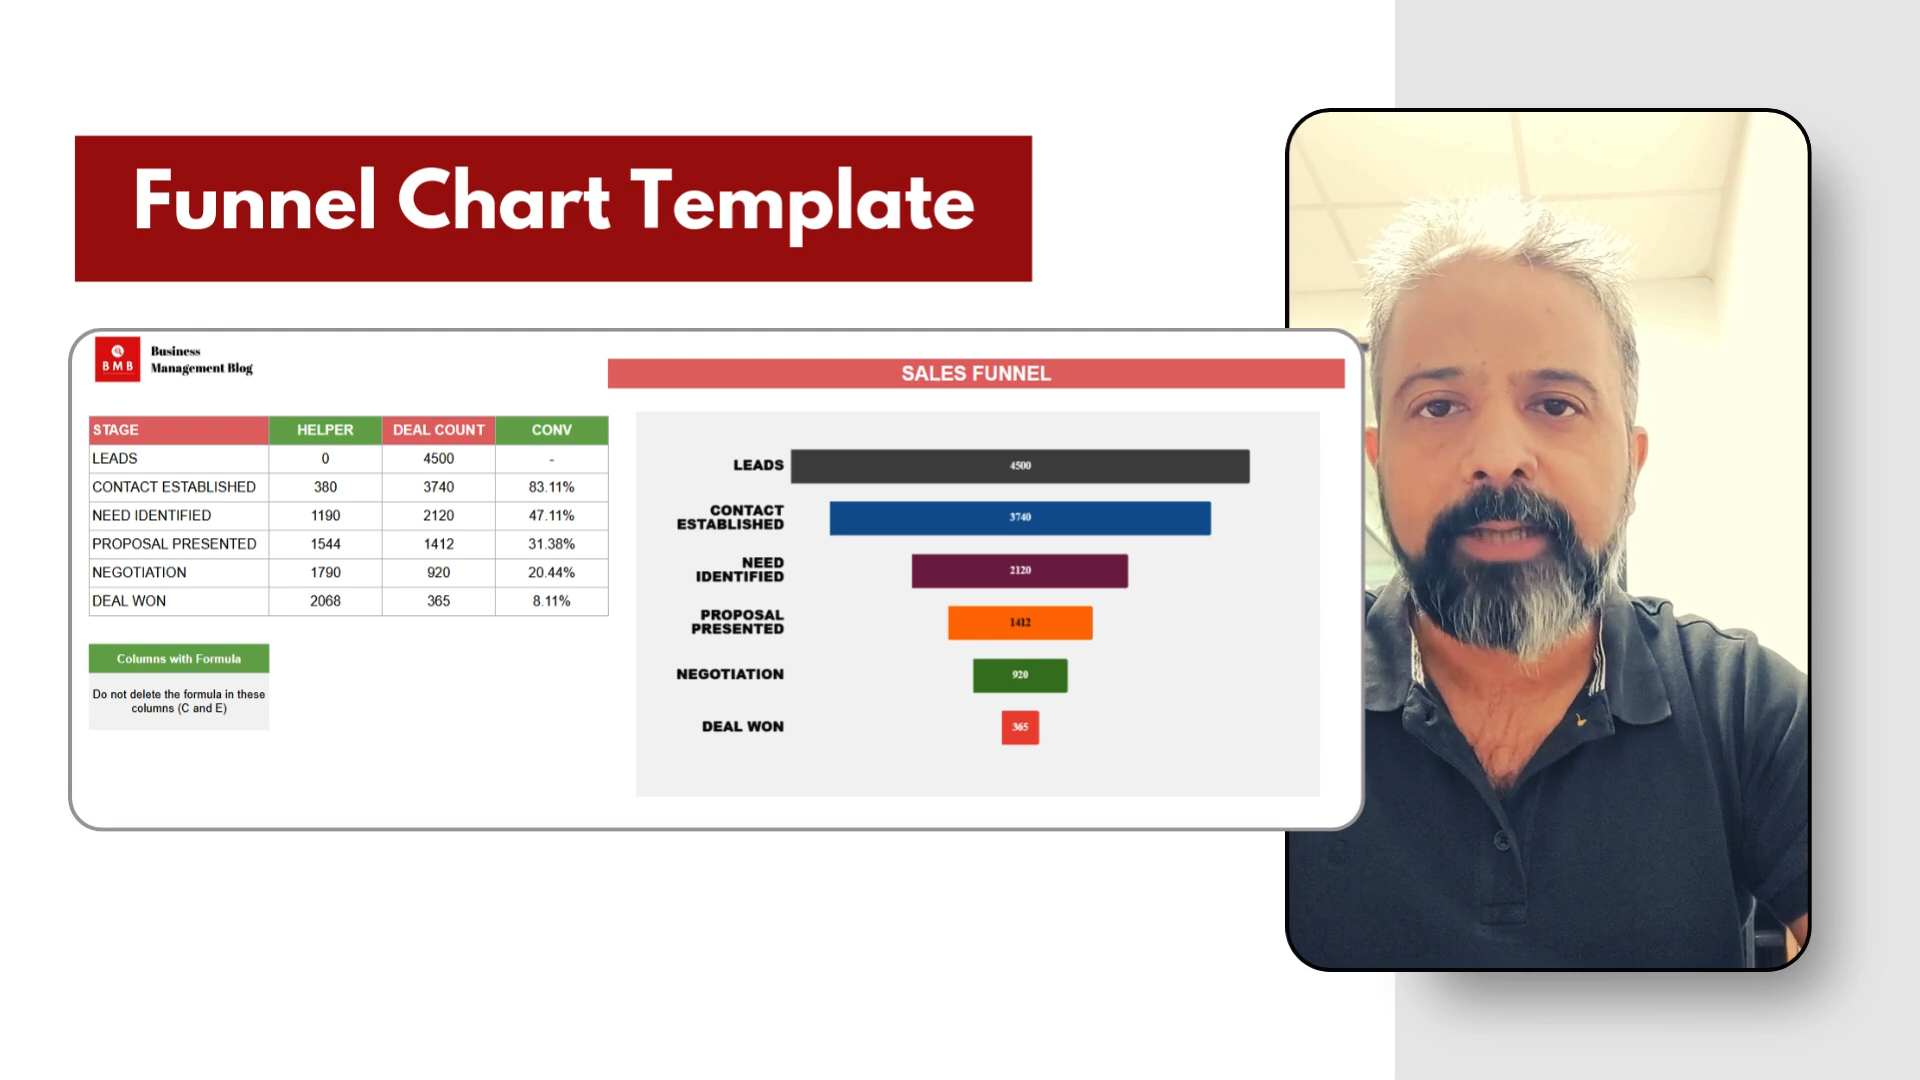 Funnel Chart Template
BMB
Business
Management Blog
SALES FUNNEL
STAGE HELPER DEAL COUNT CONV
LEADS 0 4500 -
CONTACT ESTABLISHED 380 3740 83.11%
NEED IDENTIFIED 1190 2120 47.11%
PROPOSAL PRESENTED 1544 1412 31.38%
NEGOTIATION 1790 920 20.44%
DEAL WON 2068 365 8.11%
Columns with Formula
Do not delete the formula in these
columns (C and E)
LEADS 4500
CONTACT
ESTABLISHED 3740
NEED
IDENTIFIED 2120
PROPOSAL
PRESENTED 1412
NEGOTIATION 920
DEAL WON 365